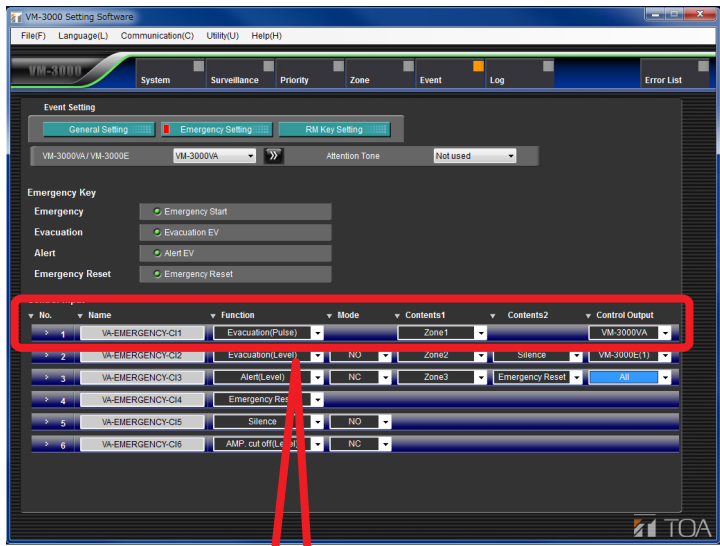 VM-3000 Setting Software
File(F) Language(L) Communication(C) Utility(U) Help(H)
VM-3000 System Surveillance Priority Zone Event Log Error List
Event Setting
General Setting Emergency Setting RM Key Setting
VM-3000VA / VM-3000E VM-3000VA Attention Tone Not used
Emergency Key
Emergency Emergency Start
Evacuation Evacuation EV
Alert Alert EV
Emergency Reset Emergency Reset
No. Name Function Mode Contents1 Contents2 Control Output
1 VA-EMERGENCY-CI1 Evacuation(Pulse) Zone1 VM-3000VA
2 VA-EMERGENCY-CI2 Evacuation(Level) NO Zone2 Silence VM-3000E(1)
3 VA-EMERGENCY-CI3 Alert(Level) NC Zone3 Emergency Reset All
4 VA-EMERGENCY-CI4 Emergency
5 VA-EMERGENCY-CI5 Silence NO
6 VA-EMERGENCY-CI6 AMP. cut off(Level) NC
TOA